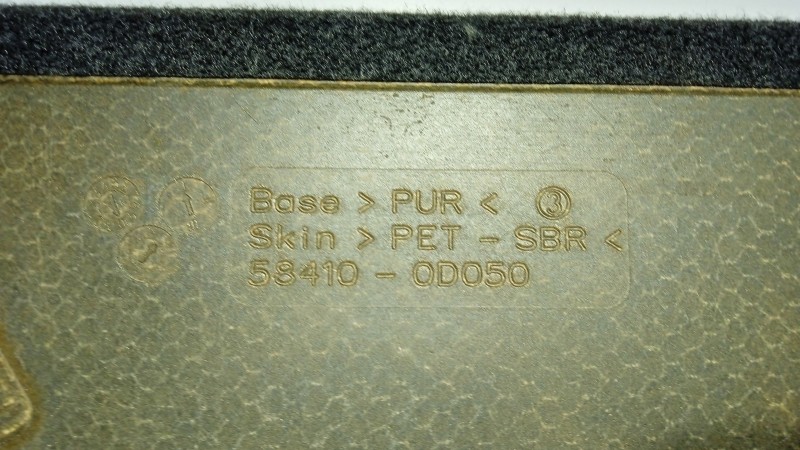 Base > PUR < ③
Skin > PET - SBR <
58410 - 0D050